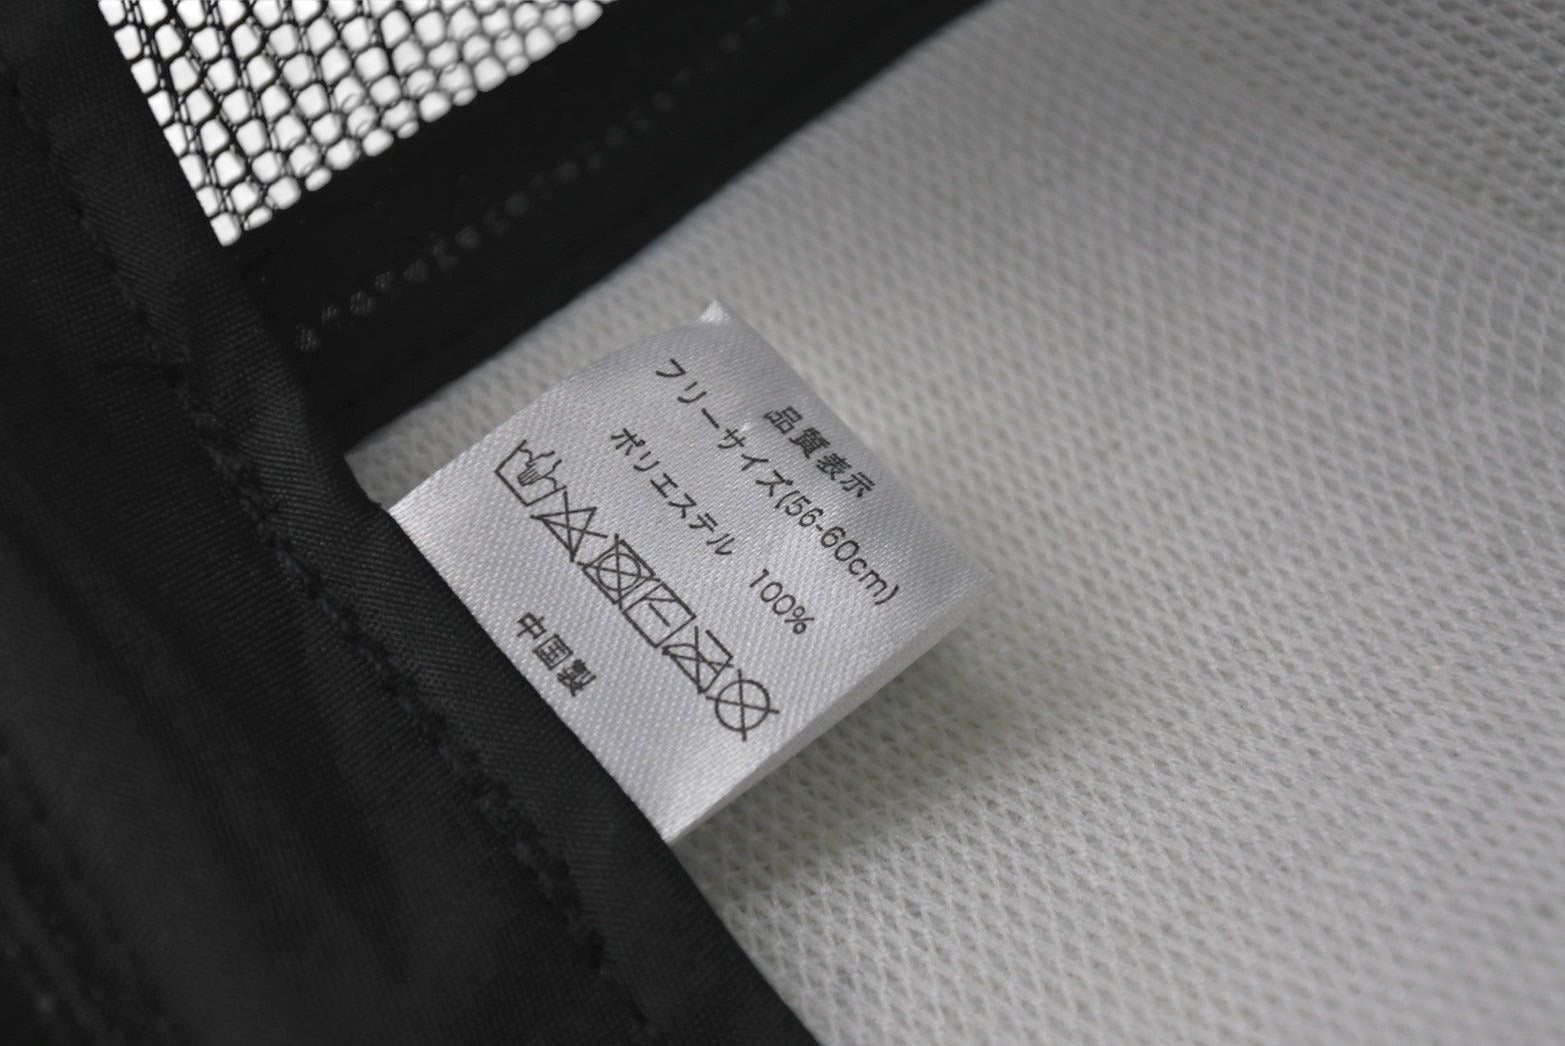 品質表示
フリーサイズ(56-60cm)
ポリエステル 100%
中国製